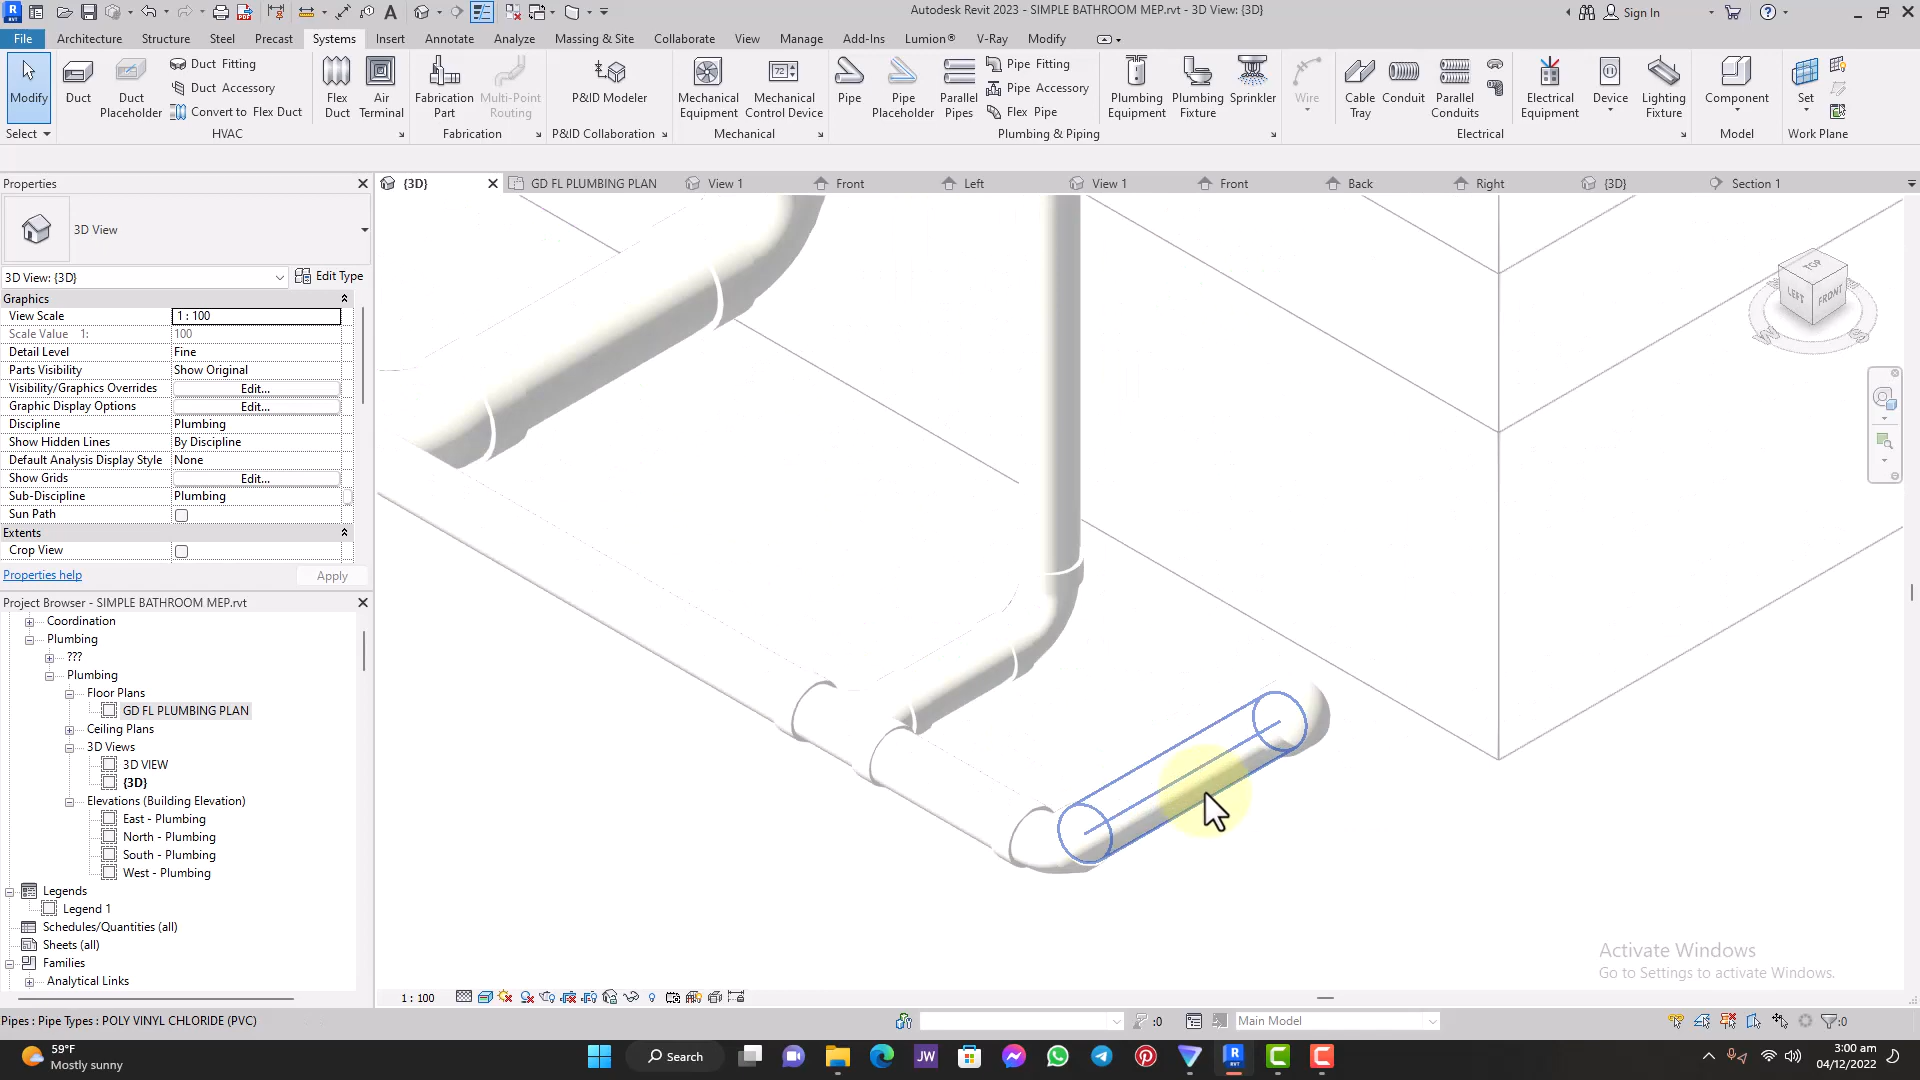 Autodesk Revit 2023 - SIMPLE BATHROOM MEP.rvt - 3D View: {3D}
Sign In
File Architecture Structure Steel Precast Systems Insert Annotate Analyze Massing & Site Collaborate View Manage Add-Ins Lumion® V-Ray Modify
Modify
Select
Duct
Duct Placeholder
Duct Fitting
Duct Accessory
Convert to Flex Duct
HVAC
Flex Duct
Air Terminal
Fabrication Part
Multi-Point Routing
Fabrication
P&ID Modeler
P&ID Collaboration
Mechanical Equipment
Mechanical Control Device
Mechanical
Pipe
Pipe Placeholder
Parallel Pipes
Pipe Fitting
Pipe Accessory
Flex Pipe
Plumbing Equipment
Plumbing Fixture
Sprinkler
Plumbing & Piping
Wire
Cable Tray
Conduit
Parallel Conduits
Electrical Equipment
Device
Lighting Fixture
Electrical
Component
Model
Set
Work Plane
{3D} GD FL PLUMBING PLAN View 1 Front Left View 1 Front Back Right {3D} Section 1
Properties
3D View
3D View: {3D} Edit Type
Graphics
View Scale 1 : 100
Scale Value 1: 100
Detail Level Fine
Parts Visibility Show Original
Visibility/Graphics Overrides Edit...
Graphic Display Options Edit...
Discipline Plumbing
Show Hidden Lines By Discipline
Default Analysis Display Style None
Show Grids Edit...
Sub-Discipline Plumbing
Sun Path
Extents
Crop View
Properties help Apply
Project Browser - SIMPLE BATHROOM MEP.rvt
Coordination
Plumbing
???
Plumbing
Floor Plans
GD FL PLUMBING PLAN
Ceiling Plans
3D Views
3D VIEW
{3D}
Elevations (Building Elevation)
East - Plumbing
North - Plumbing
South - Plumbing
West - Plumbing
Legends
Legend 1
Schedules/Quantities (all)
Sheets (all)
Families
Analytical Links
TOP
LEFT
FRONT
W
S
Activate Windows
Go to Settings to activate Windows.
1 : 100
Pipes : Pipe Types : POLY VINYL CHLORIDE (PVC)
:0
Main Model
:0
59°F
Mostly sunny
Search
JW
3:00 am
04/12/2022